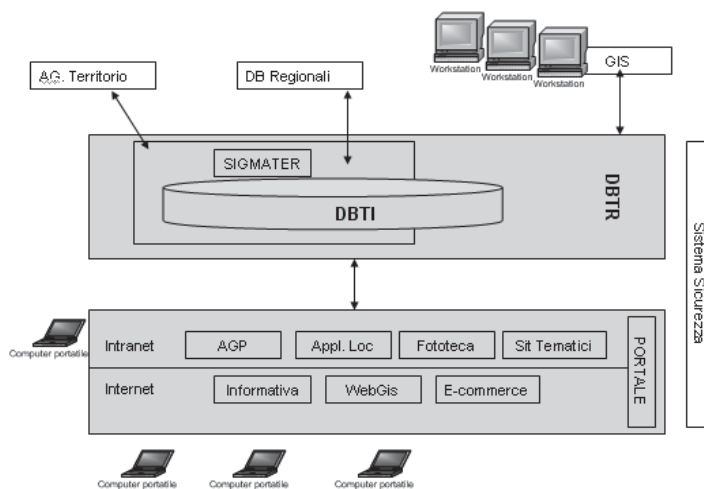 Workstation
Workstation
Workstation
GIS
AG. Territorio
DB Regionali
SIGMATER
DBTI
DBTR
Sistema Sicurezza
Computer portatile
Intranet
AGP
Appl. Loc
Fototeca
Sit Tematici
PORTALE
Internet
Informativa
WebGis
E-commerce
Computer portatile
Computer portatile
Computer portatile